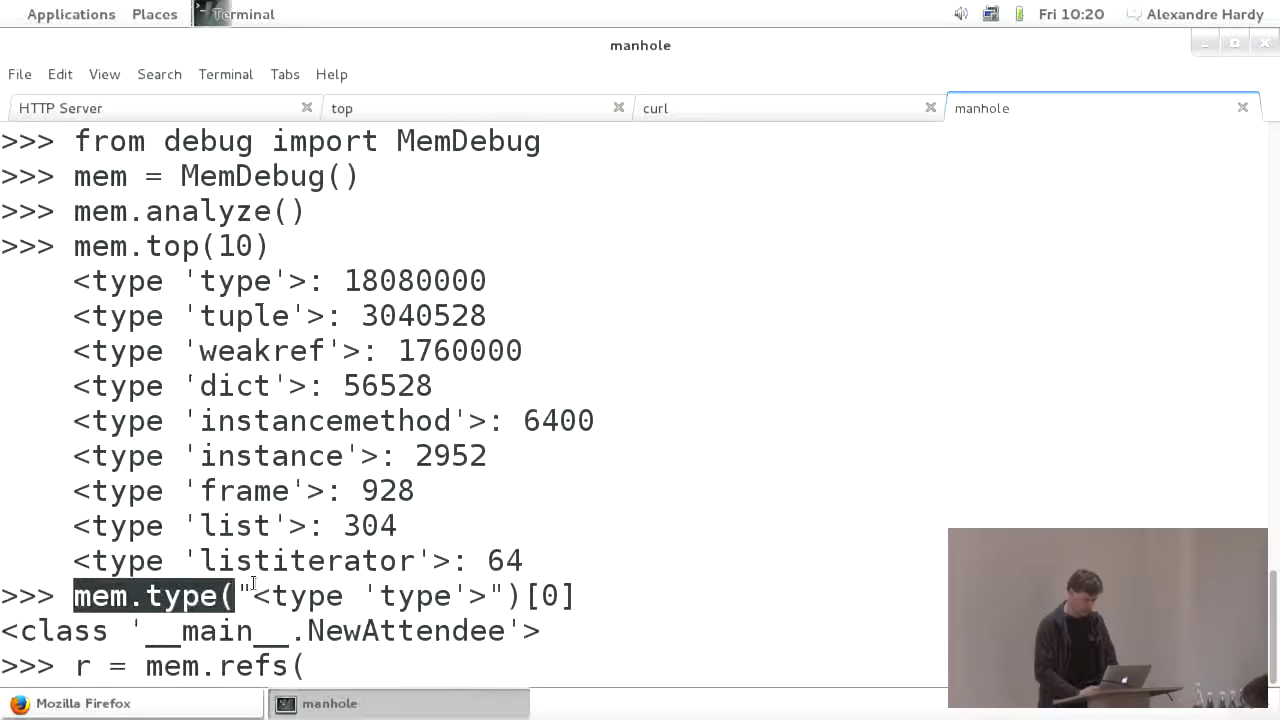 Applications Places Terminal Fri 10:20 Alexandre Hardy
manhole
File Edit View Search Terminal Tabs Help
HTTP Server top curl manhole
>>> from debug import MemDebug
>>> mem = MemDebug()
>>> mem.analyze()
>>> mem.top(10)
<type 'type'>: 18080000
<type 'tuple'>: 3040528
<type 'weakref'>: 1760000
<type 'dict'>: 56528
<type 'instancemethod'>: 6400
<type 'instance'>: 2952
<type 'frame'>: 928
<type 'list'>: 304
<type 'listiterator'>: 64
>>> mem.type("<type 'type'>")[0]
<class '__main__.NewAttendee'>
>>> r = mem.refs(
Mozilla Firefox manhole